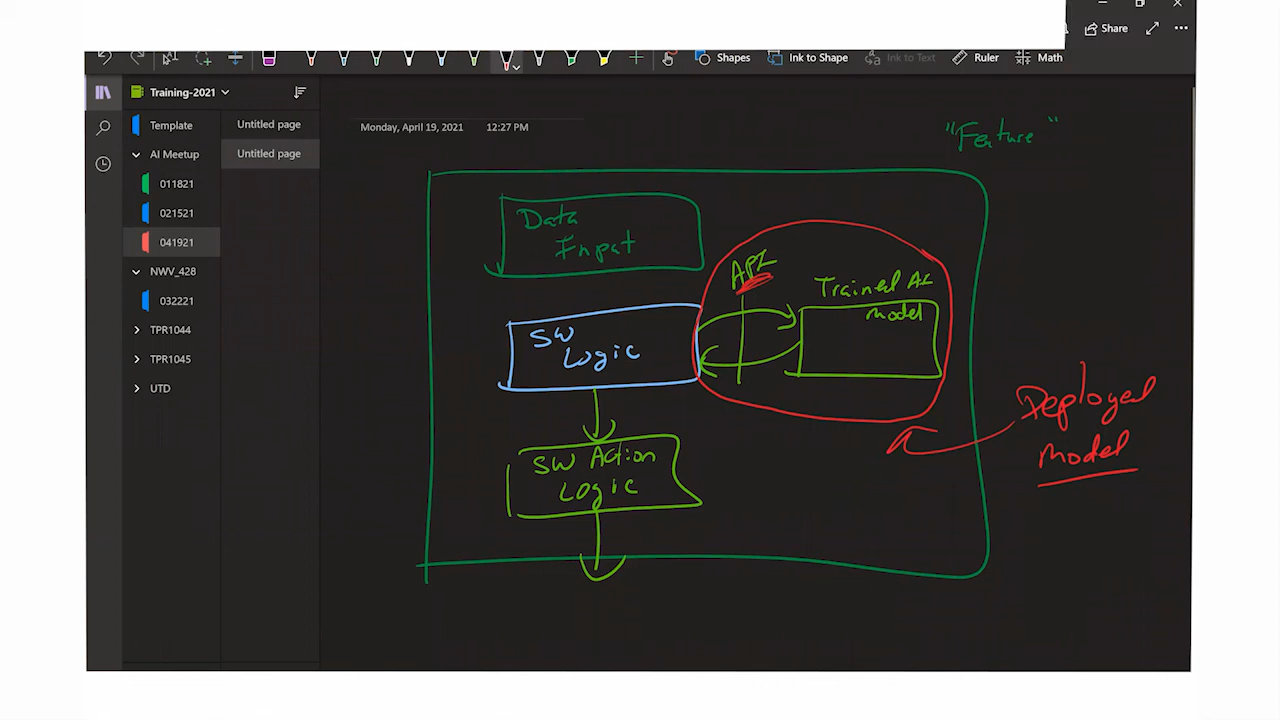 Share
Shapes
Ink to Shape
Ink to Text
Ruler
Math
Training-2021
Template
AI Meetup
011821
021521
041921
NWV_428
032221
TPR1044
TPR1045
UTD
Untitled page
Untitled page
Monday, April 19, 2021 12:27 PM
"Feature"
Data
Input
API
Trained AI
Model
SW
Logic
SW Action
Logic
Deployed
Model